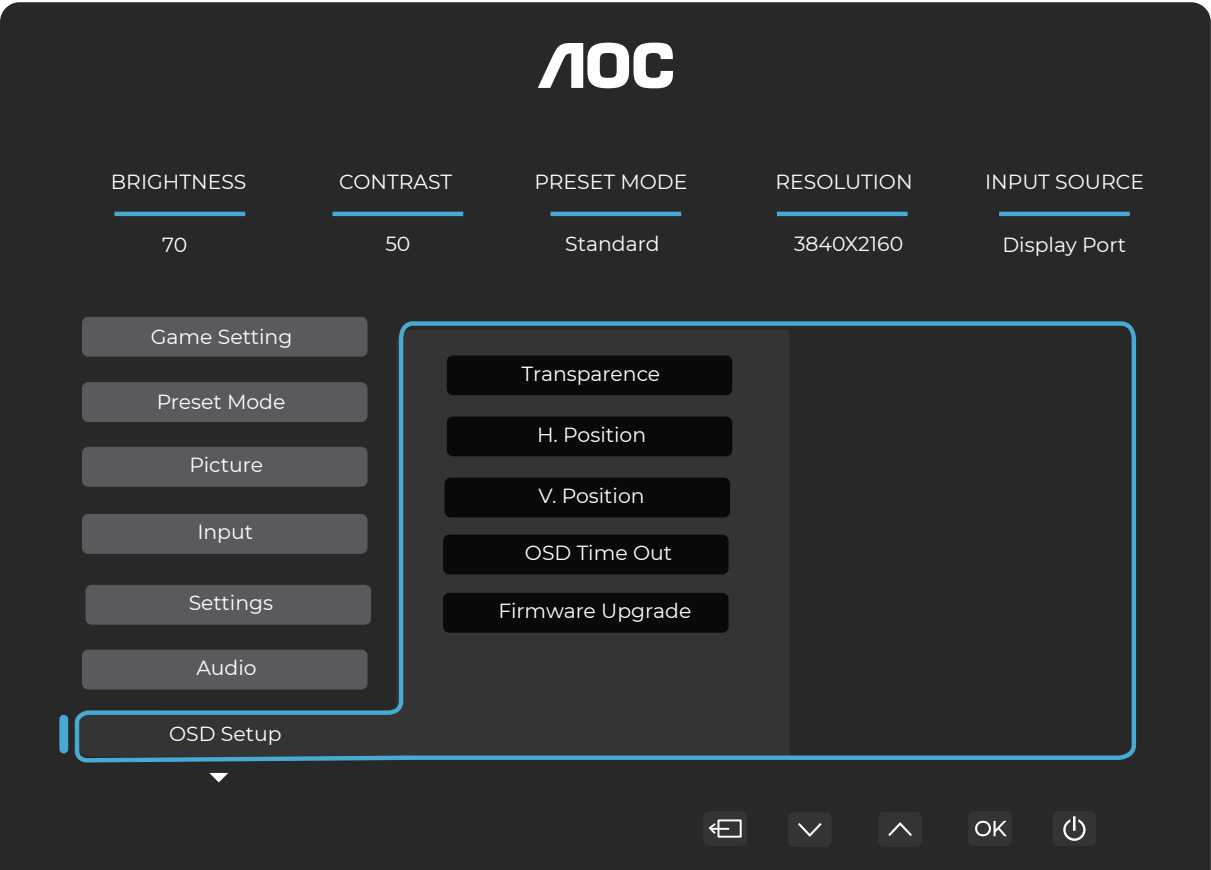 AOC
BRIGHTNESS CONTRAST PRESET MODE RESOLUTION INPUT SOURCE
70 50 Standard 3840X2160 Display Port
Game Setting
Preset Mode
Picture
Input
Settings
Audio
OSD Setup
Transparence
H. Position
V. Position
OSD Time Out
Firmware Upgrade
OK